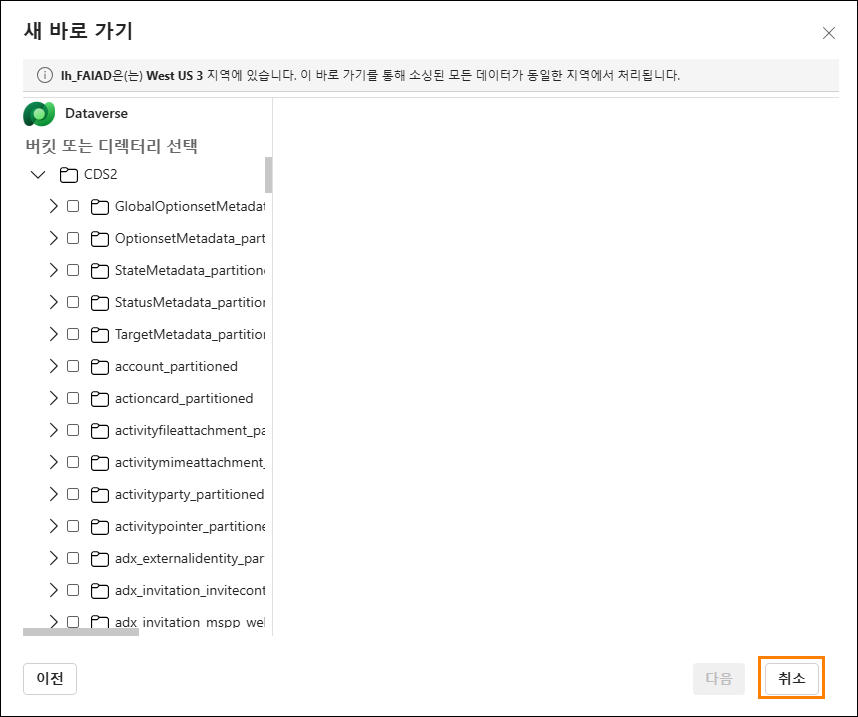 새 바로 가기
lh_FAIAD은(는) West US 3 지역에 있습니다. 이 바로 가기를 통해 소싱된 모든 데이터가 동일한 지역에서 처리됩니다.
Dataverse
버킷 또는 디렉터리 선택
CDS2
GlobalOptionsetMetadat
OptionsetMetadata_part
StateMetadata_partition
StatusMetadata_partition
TargetMetadata_partition
account_partitioned
actioncard_partitioned
activityfileattachment_pa
activitymimeattachment_
activityparty_partitioned
activitypointer_partitione
adx_externalidentity_par
adx_invitation_invitecont
adx_invitation_mspp_wel
이전
다음
취소